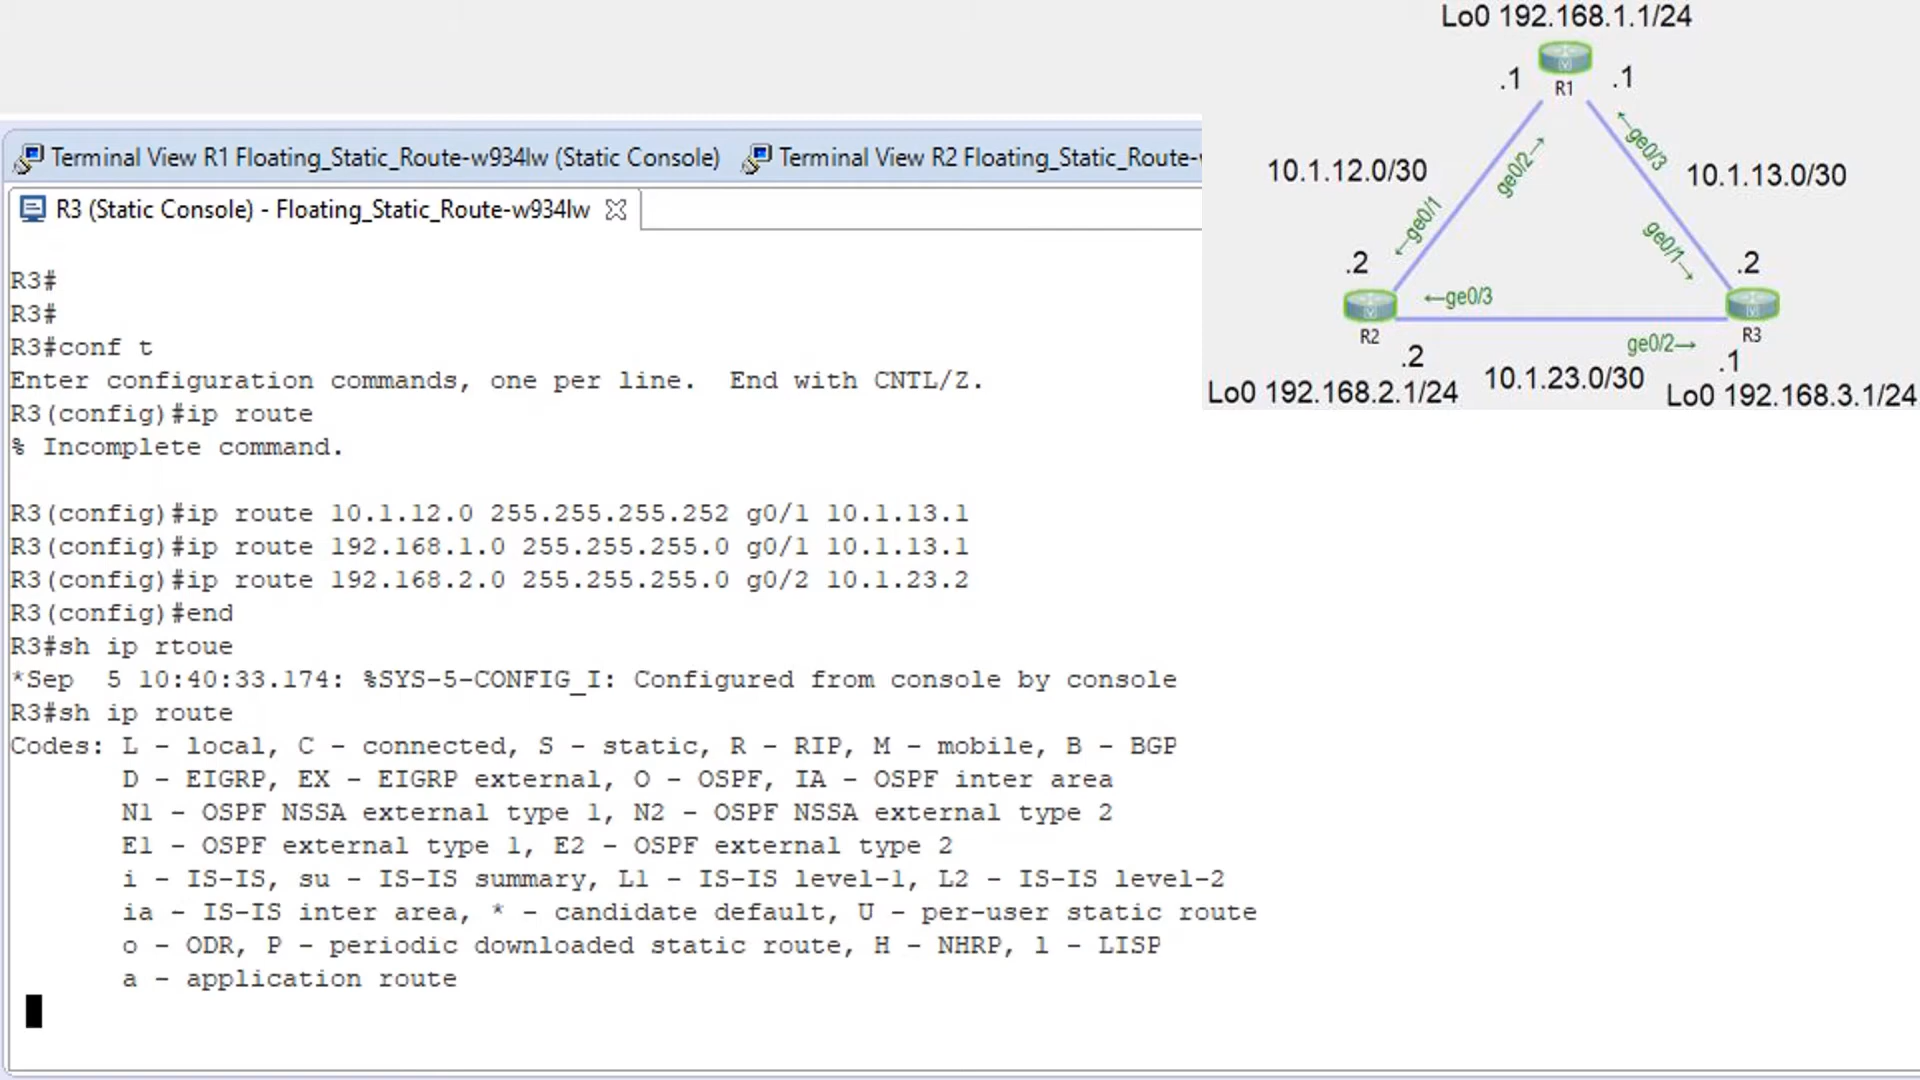 Lo0 192.168.1.1/24
.1
.1
R1
ge0/2→
←ge0/3
10.1.12.0/30
10.1.13.0/30
←ge0/1
ge0/1→
.2
.2
←ge0/3
R2
R3
ge0/2→
.2
.1
10.1.23.0/30
Lo0 192.168.2.1/24
Lo0 192.168.3.1/24
Terminal View R1 Floating_Static_Route-w934lw (Static Console)
Terminal View R2 Floating_Static_Route-w
R3 (Static Console) - Floating_Static_Route-w934lw
R3#
R3#
R3#conf t
Enter configuration commands, one per line.  End with CNTL/Z.
R3(config)#ip route
% Incomplete command.
R3(config)#ip route 10.1.12.0 255.255.255.252 g0/1 10.1.13.1
R3(config)#ip route 192.168.1.0 255.255.255.0 g0/1 10.1.13.1
R3(config)#ip route 192.168.2.0 255.255.255.0 g0/2 10.1.23.2
R3(config)#end
R3#sh ip rtoue
*Sep  5 10:40:33.174: %SYS-5-CONFIG_I: Configured from console by console
R3#sh ip route
Codes: L - local, C - connected, S - static, R - RIP, M - mobile, B - BGP
D - EIGRP, EX - EIGRP external, O - OSPF, IA - OSPF inter area
N1 - OSPF NSSA external type 1, N2 - OSPF NSSA external type 2
E1 - OSPF external type 1, E2 - OSPF external type 2
i - IS-IS, su - IS-IS summary, L1 - IS-IS level-1, L2 - IS-IS level-2
ia - IS-IS inter area, * - candidate default, U - per-user static route
o - ODR, P - periodic downloaded static route, H - NHRP, l - LISP
a - application route